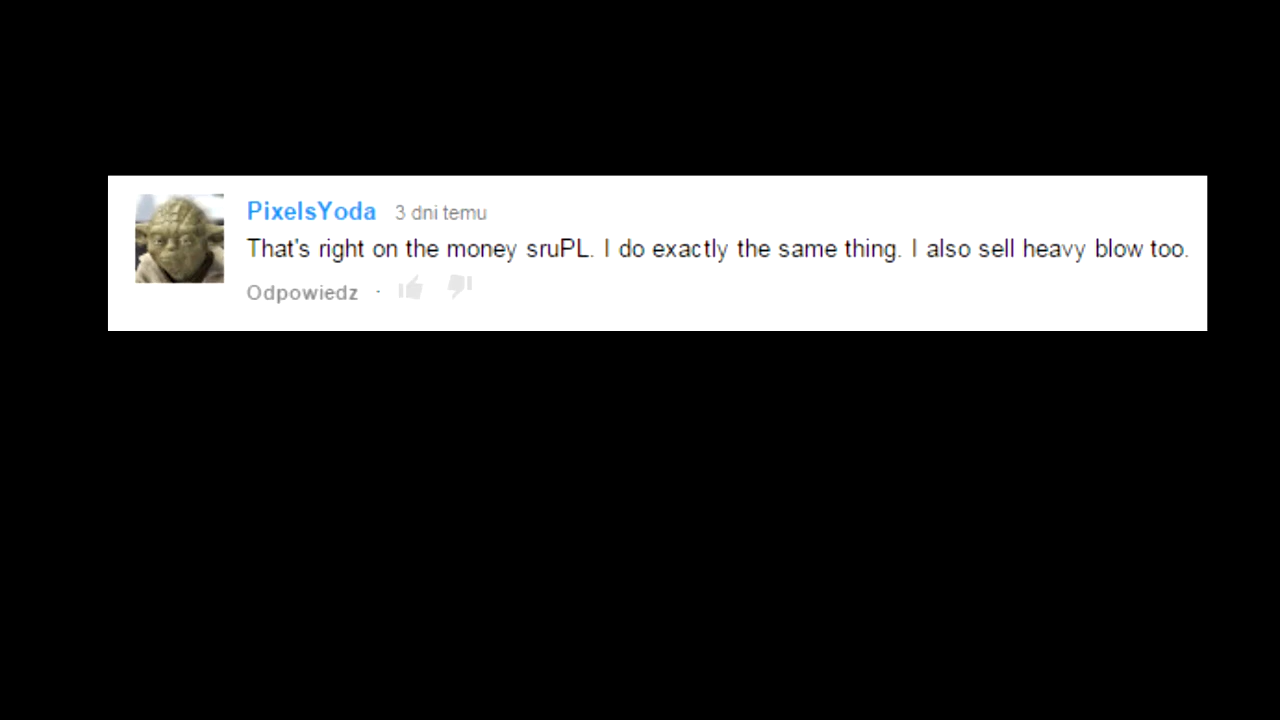 PixelsYoda 3 dni temu
That's right on the money sruPL. I do exactly the same thing. I also sell heavy blow too.
Odpowiedz ·